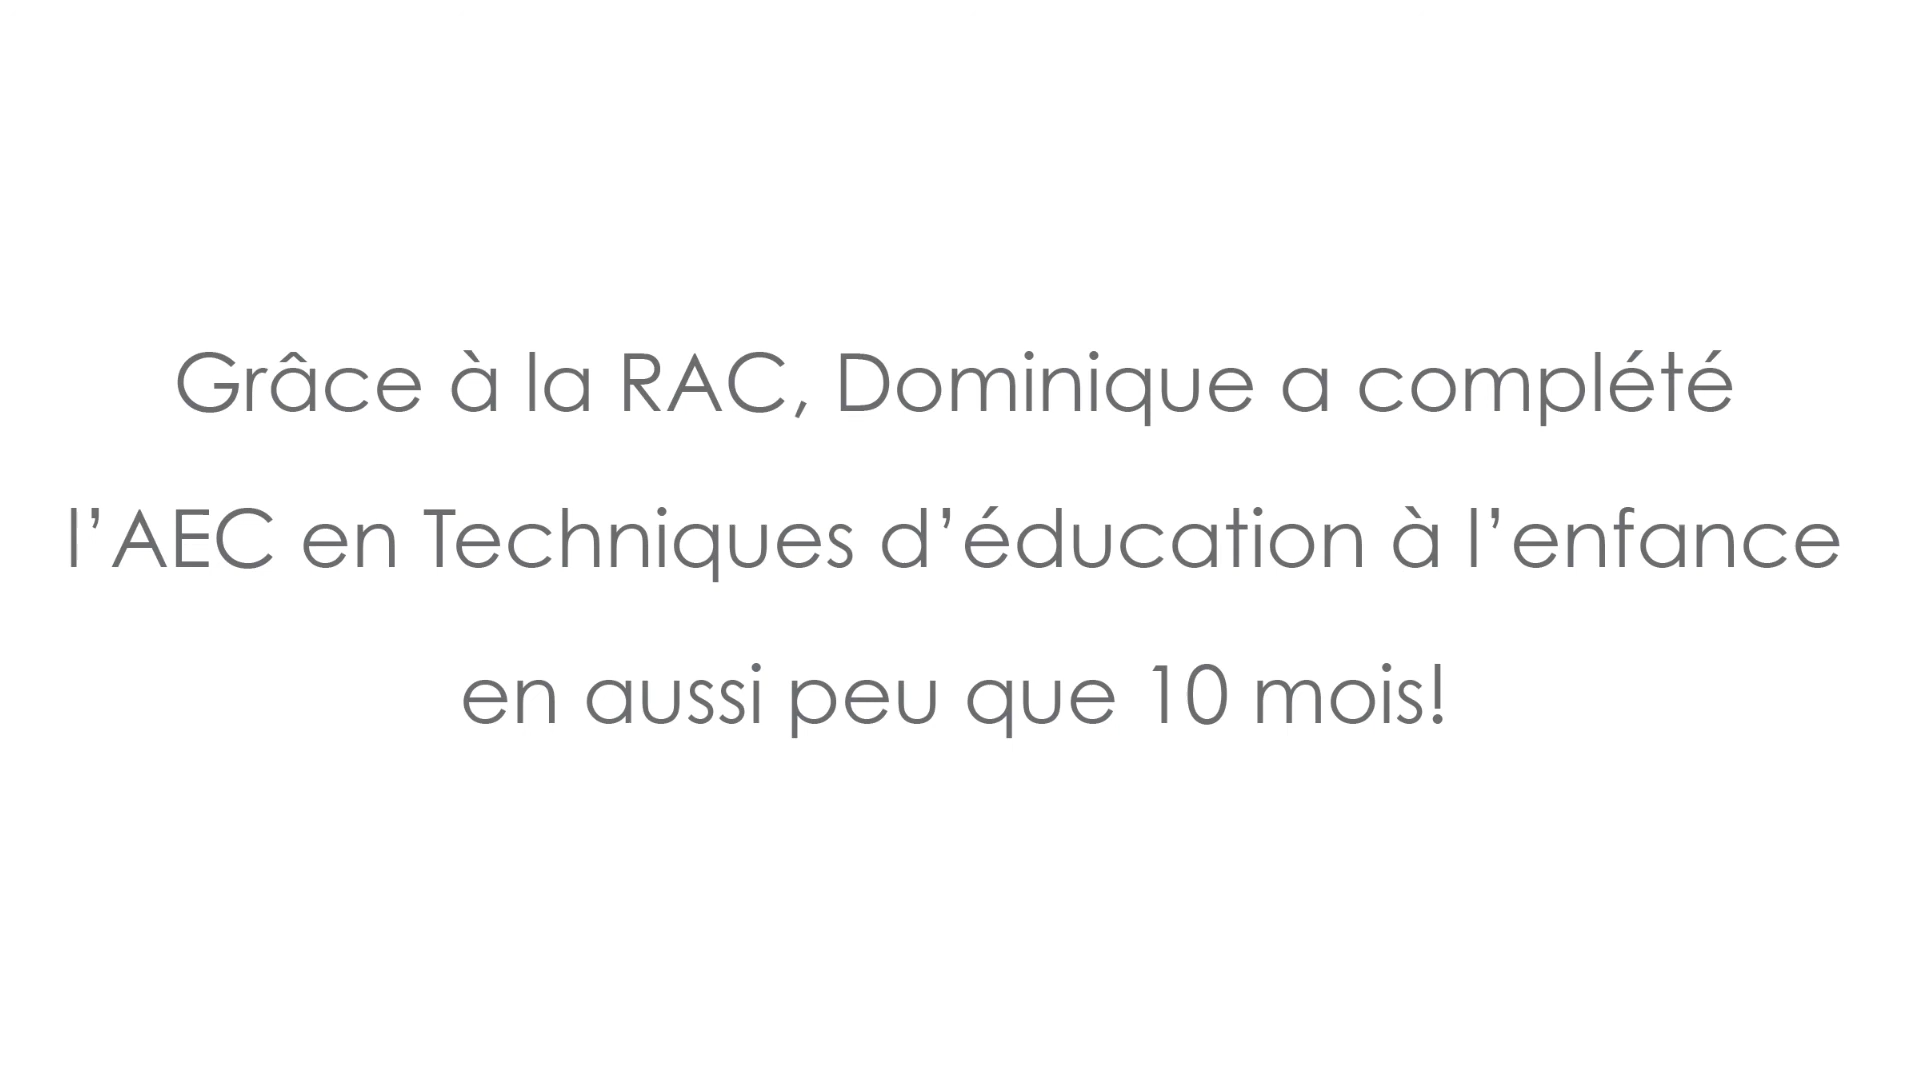 Grâce à la RAC, Dominique a complété
l’AEC en Techniques d’éducation à l’enfance
en aussi peu que 10 mois!